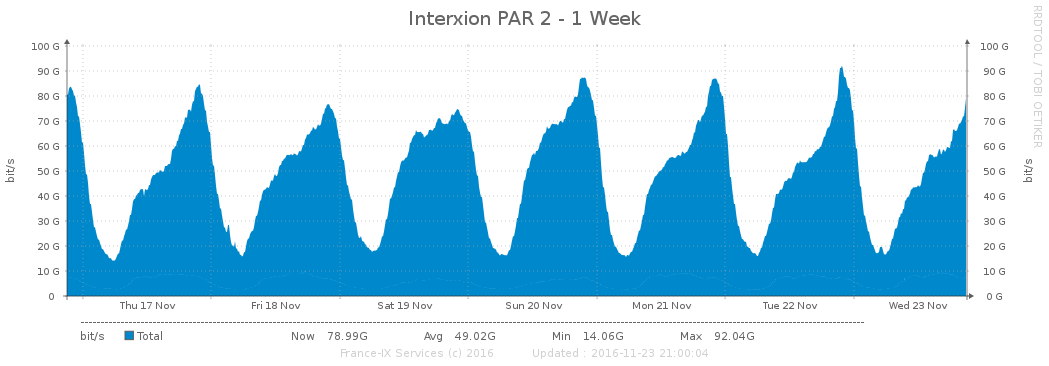 Interxion PAR 2 - 1 Week
RRDTOOL / TOBI OETIKER
bit/s
100 G
90 G
80 G
70 G
60 G
50 G
40 G
30 G
20 G
10 G
0
100 G
90 G
80 G
70 G
60 G
50 G
40 G
30 G
20 G
10 G
0 G
bit/s
Thu 17 Nov Fri 18 Nov Sat 19 Nov Sun 20 Nov Mon 21 Nov Tue 22 Nov Wed 23 Nov
bit/s Total Now 78.99G Avg 49.02G Min 14.06G Max 92.04G
France-IX Services (c) 2016 Updated : 2016-11-23 21:00:04